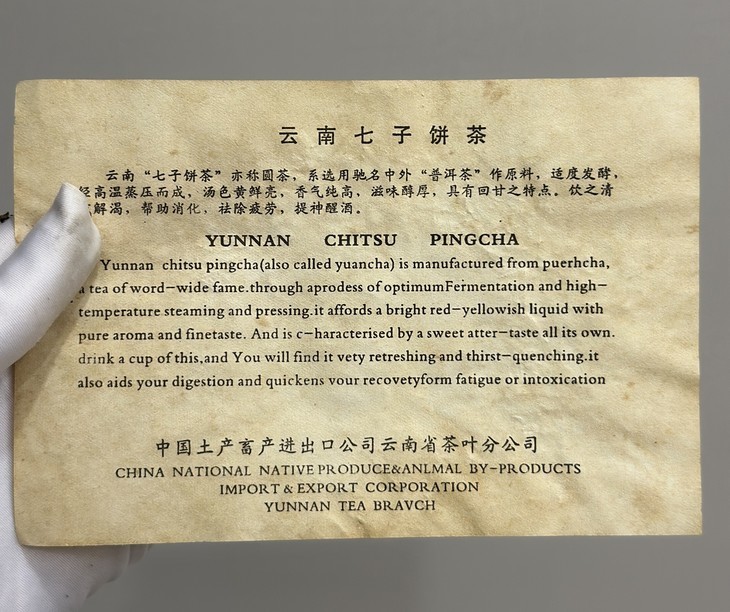 云南七子饼茶
云南“七子饼茶”亦称圆茶，系选用驰名中外“普洱茶”作原料，适度发酵，
经高温蒸压而成，汤色黄鲜亮，香气纯高，滋味醇厚，具有回甘之特点。饮之清
解渴，帮助消化，祛除疲劳，提神醒酒。
YUNNAN CHITSU PINGCHA
Yunnan chitsu pingcha(also called yuancha) is manufactured from puerhcha,
a tea of word-wide fame.through aprodess of optimumFermentation and high-
temperature steaming and pressing.it affords a bright red-yellowish liquid with
pure aroma and finetaste. And is c-haracterised by a sweet atter-taste all its own.
drink a cup of this,and You will find it vety retreshing and thirst-quenching.it
also aids your digestion and quickens vour recovetyform fatigue or intoxication
中国土产畜产进出口公司云南省茶叶分公司
CHINA NATIONAL NATIVE PRODUCE&ANLMAL BY-PRODUCTS
IMPORT & EXPORT CORPORATION
YUNNAN TEA BRAVCH